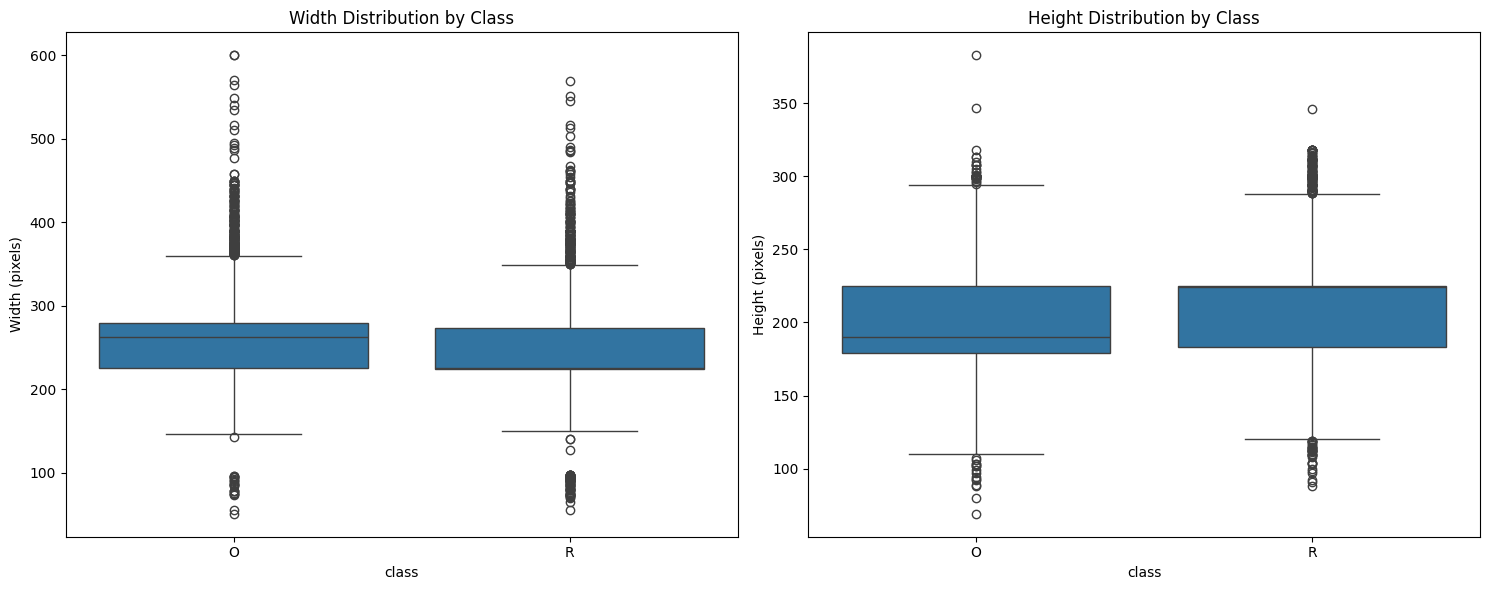 Width Distribution by Class
600
500
400
300
200
100
Width (pixels)
O
R
class
Height Distribution by Class
350
300
250
200
150
100
Height (pixels)
O
R
class